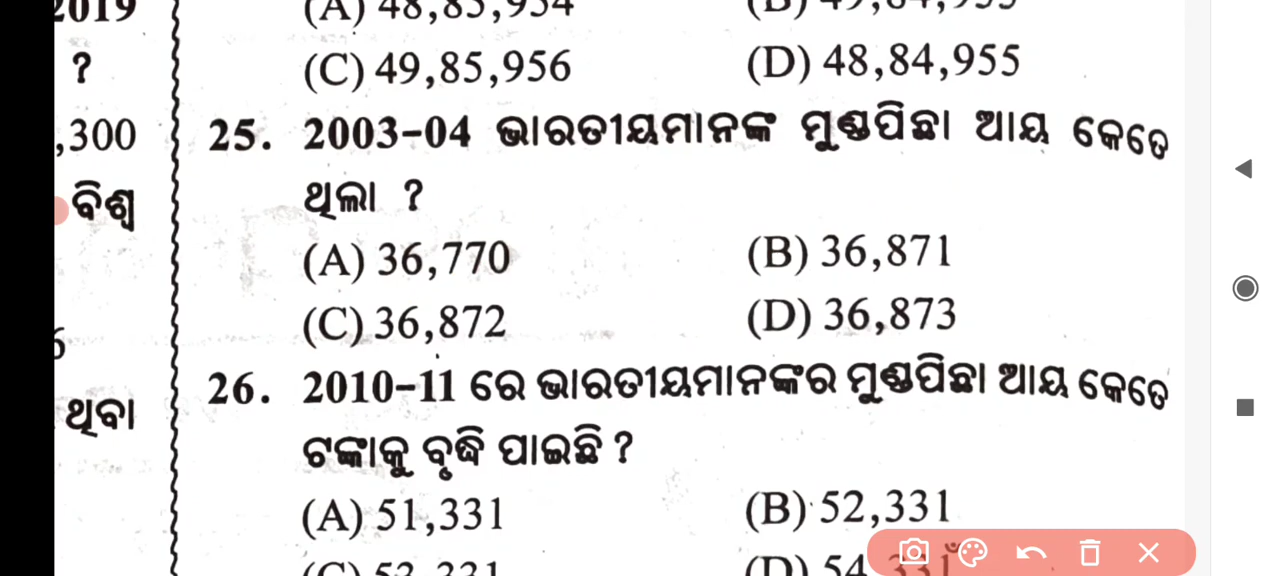 2019
?
,300
ବିଶ୍ୱ
ଥିବା
(C) 49,85,956 (D) 48,84,955
25. 2003-04 ଭାରତୀୟମାନଙ୍କ ମୁଣ୍ଡପିଛା ଆୟ କେତେ
ଥିଲା ?
(A) 36,770 (B) 36,871
(C) 36,872 (D) 36,873
26. 2010-11 ରେ ଭାରତୀୟମାନଙ୍କର ମୁଣ୍ଡପିଛା ଆୟ କେତେ
ଟଙ୍କାକୁ ବୃଦ୍ଧି ପାଇଛି ?
(A) 51,331 (B) 52,331